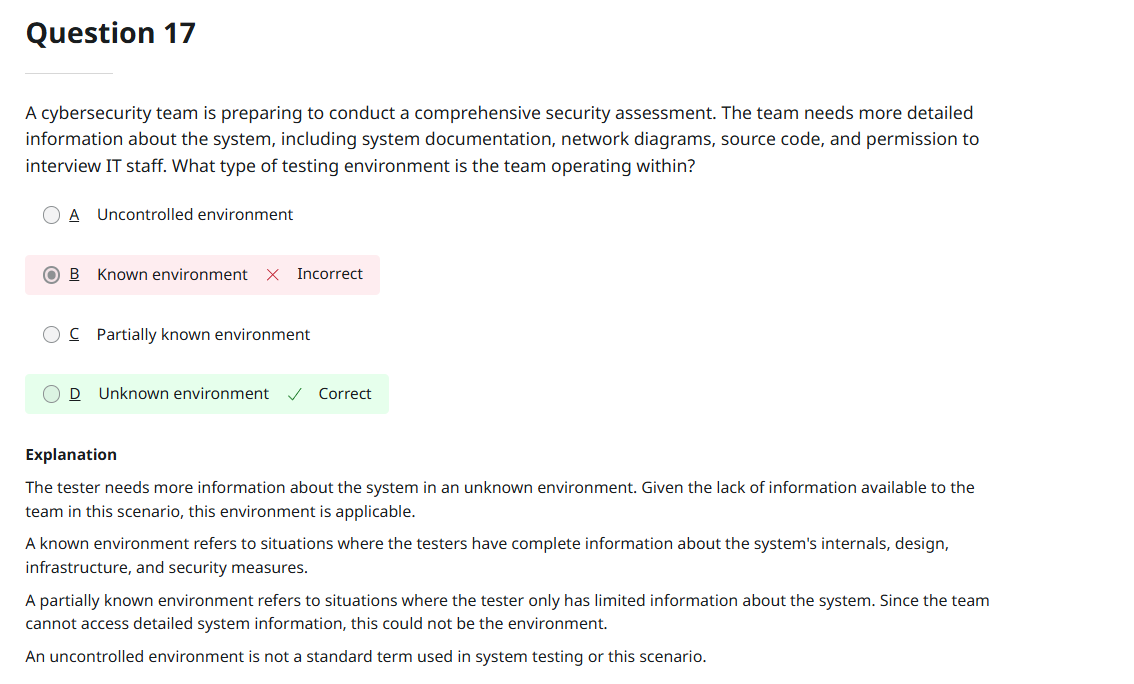 Question 17
A cybersecurity team is preparing to conduct a comprehensive security assessment. The team needs more detailed
information about the system, including system documentation, network diagrams, source code, and permission to
interview IT staff. What type of testing environment is the team operating within?
A Uncontrolled environment
B Known environment Incorrect
C Partially known environment
D Unknown environment Correct
Explanation
The tester needs more information about the system in an unknown environment. Given the lack of information available to the
team in this scenario, this environment is applicable.
A known environment refers to situations where the testers have complete information about the system's internals, design,
infrastructure, and security measures.
A partially known environment refers to situations where the tester only has limited information about the system. Since the team
cannot access detailed system information, this could not be the environment.
An uncontrolled environment is not a standard term used in system testing or this scenario.